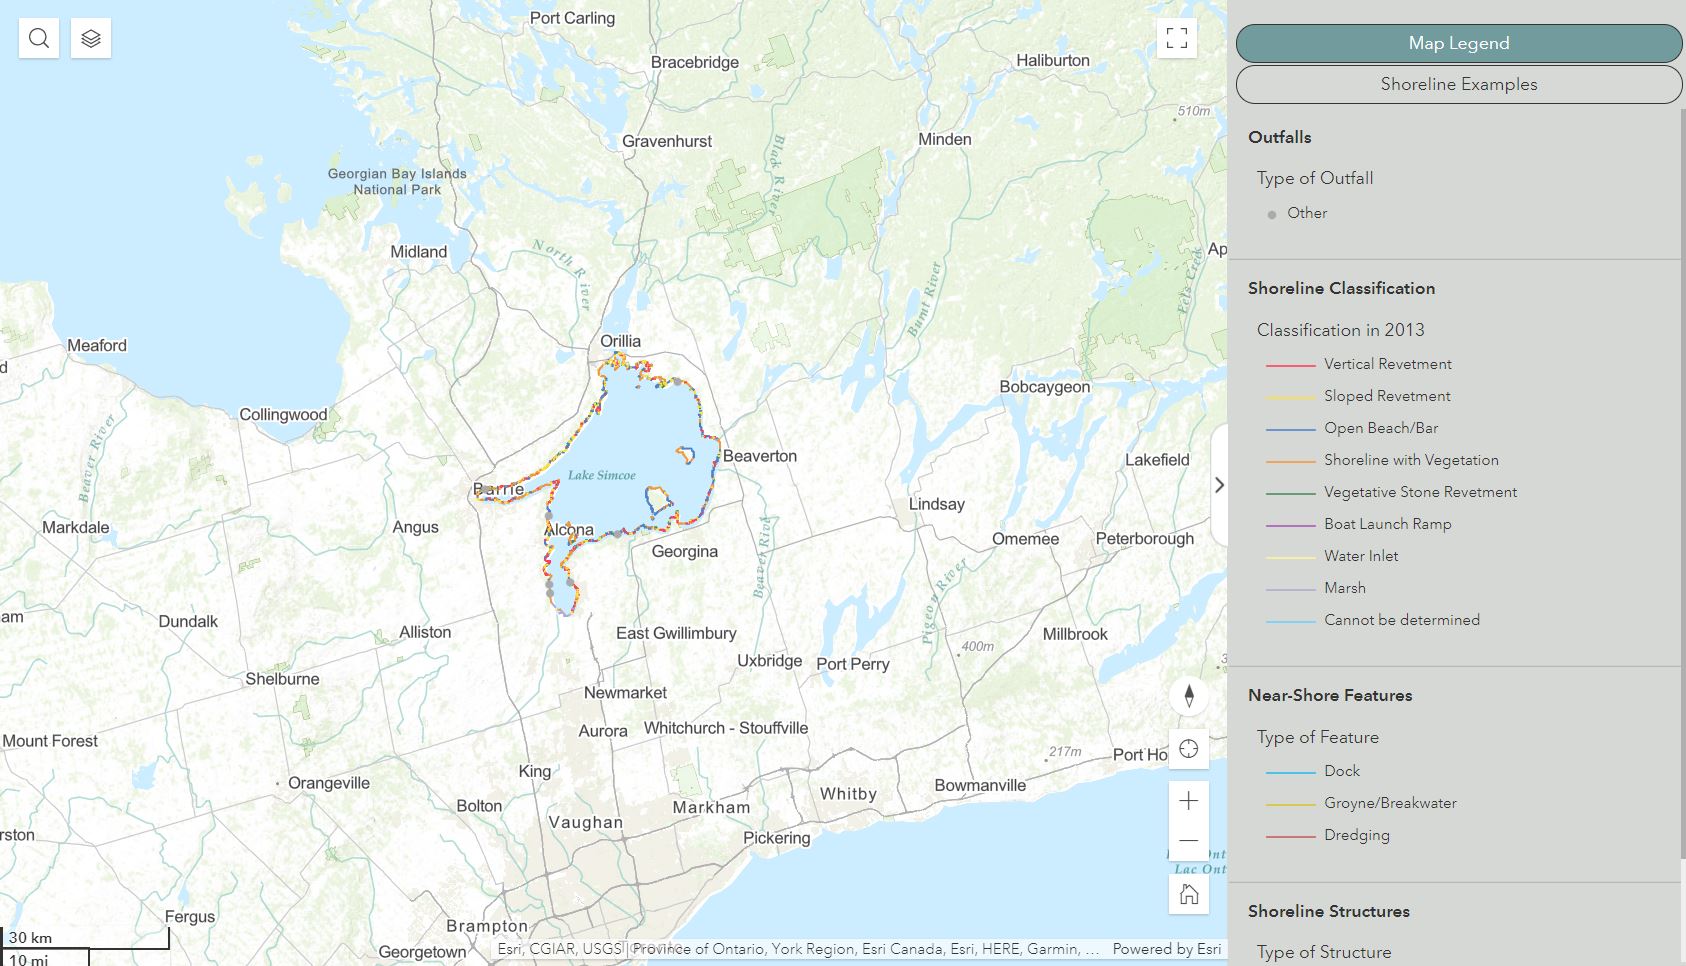 Port Carling
Bracebridge
Haliburton
510m
Gravenhurst
Minden
Black River
Georgian Bay Islands
National Park
Midland
North River
Burnt River
Eels Creek
Ap
Orillia
Meaford
d
Bobcaygeon
Collingwood
Beaver River
Beaverton
Lake Simcoe
Lakefield
Barrie
Lindsay
Markdale
Angus
Alcona
Omemee
Peterborough
Georgina
Beaver River
Pigeon River
am
Dundalk
Alliston
East Gwillimbury
Millbrook
400m
Uxbridge
Port Perry
3
Shelburne
Newmarket
Aurora
Whitchurch - Stouffville
Mount Forest
217m
Port Ho
King
Orangeville
Bowmanville
Bolton
Markham
Whitby
Vaughan
rston
Pickering
Ont
Lac Ont
Fergus
Brampton
30 km
10 mi
Georgetown
Esri, CGIAR, USGS | Province of Ontario, York Region, Esri Canada, Esri, HERE, Garmin, ...
Powered by Esri
Map Legend
Shoreline Examples
Outfalls
Type of Outfall
Other
Shoreline Classification
Classification in 2013
Vertical Revetment
Sloped Revetment
Open Beach/Bar
Shoreline with Vegetation
Vegetative Stone Revetment
Boat Launch Ramp
Water Inlet
Marsh
Cannot be determined
Near-Shore Features
Type of Feature
Dock
Groyne/Breakwater
Dredging
Shoreline Structures
Type of Structure